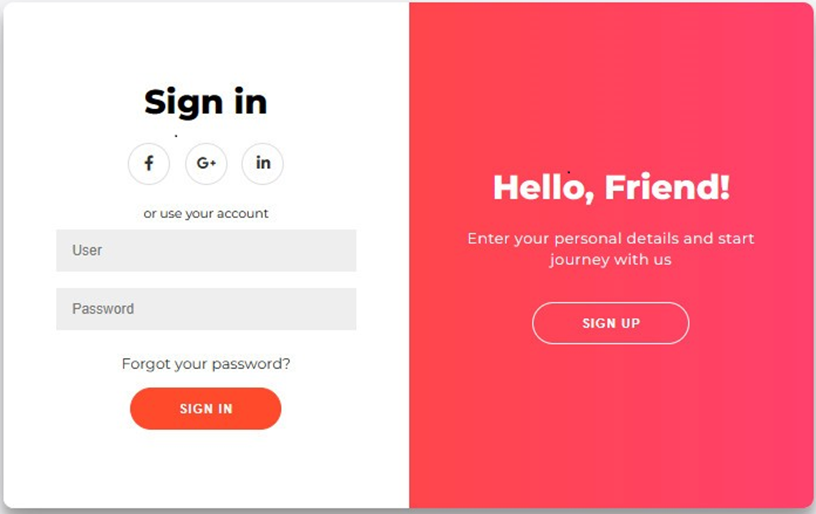 Sign in
f
G+
in
or use your account
User
Password
Forgot your password?
SIGN IN
Hello, Friend!
Enter your personal details and start
journey with us
SIGN UP